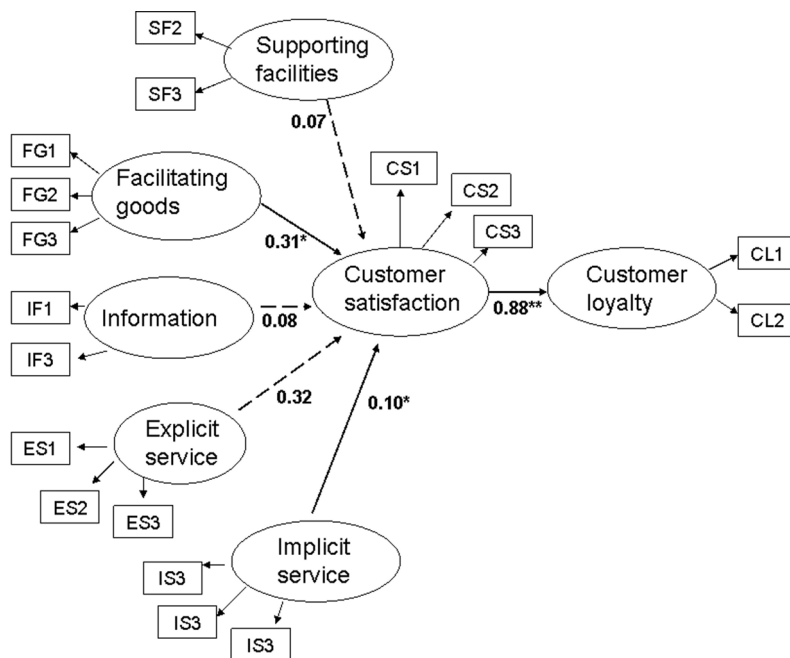 SF2
Supporting
facilities
SF3
0.07
FG1
Facilitating
goods
FG2
FG3
0.31*
CS1
CS2
CS3
Customer
satisfaction
0.88**
Customer
loyalty
CL1
CL2
IF1
Information
0.08
IF3
0.32
0.10*
Explicit
service
ES1
ES2
ES3
Implicit
service
IS3
IS3
IS3